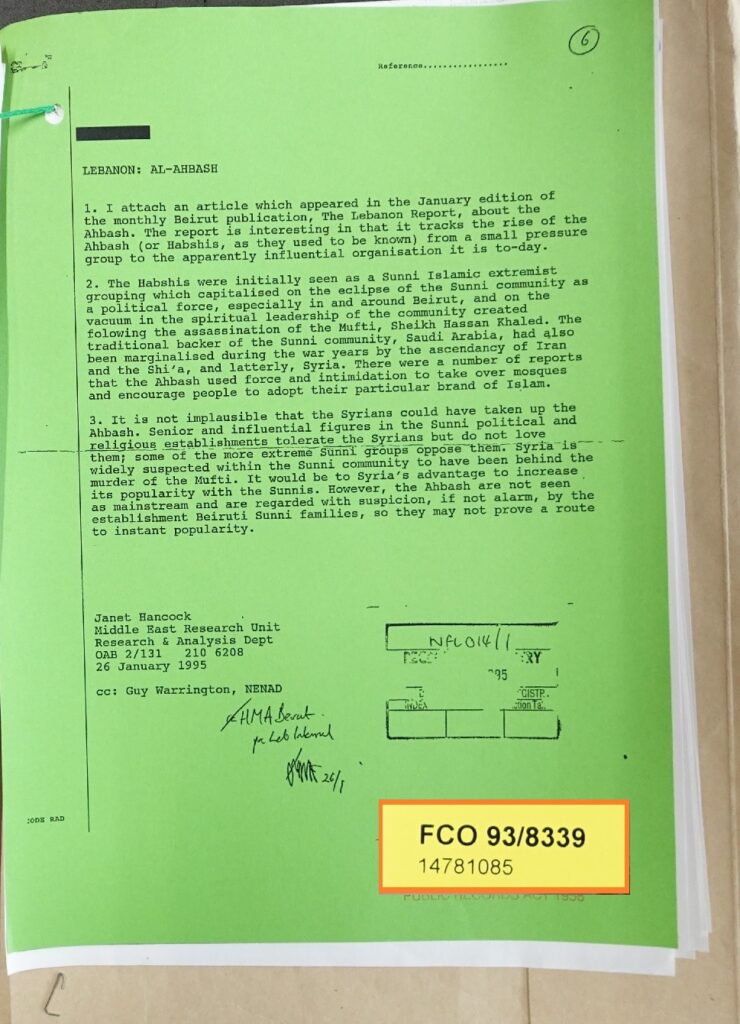 6
Reference.................
LEBANON: AL-AHBASH
1. I attach an article which appeared in the January edition of
the monthly Beirut publication, The Lebanon Report, about the
Ahbash. The report is interesting in that it tracks the rise of the
Ahbash (or Habshis, as they used to be known) from a small pressure
group to the apparently influential organisation it is to-day.
2. The Habshis were initially seen as a Sunni Islamic extremist
grouping which capitalised on the eclipse of the Sunni community as
a political force, especially in and around Beirut, and on the
vacuum in the spiritual leadership of the community created
folowing the assassination of the Mufti, Sheikh Hassan Khaled. The
traditional backer of the Sunni community, Saudi Arabia, had also
been marginalised during the war years by the ascendancy of Iran
and the Shi'a, and latterly, Syria. There were a number of reports
that the Ahbash used force and intimidation to take over mosques
and encourage people to adopt their particular brand of Islam.
3. It is not implausible that the Syrians could have taken up the
Ahbash. Senior and influential figures in the Sunni political and
religious establishments tolerate the Syrians but do not love
them; some of the more extreme Sunni groups oppose them. Syria is
widely suspected within the Sunni community to have been behind the
murder of the Mufti. It would be to Syria's advantage to increase
its popularity with the Sunnis. However, the Ahbash are not seen
as mainstream and are regarded with suspicion, if not alarm, by the
establishment Beiruti Sunni families, so they may not prove a route
to instant popularity.
Janet Hancock
Middle East Research Unit
Research & Analysis Dept
OAB 2/131 210 6208
26 January 1995
cc: Guy Warrington, NENAD
HMA Beirut
26/1
NFL014/1
RY
95
INDEX
CODE RAD
FCO 93/8339
14781085
PUBLIC RECORDS ACT 1958